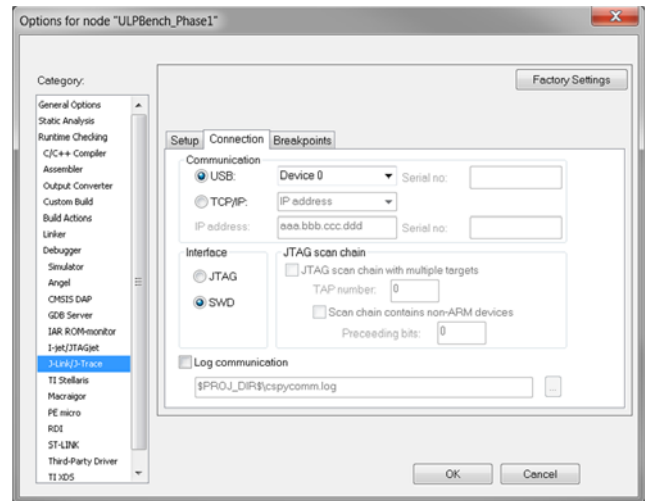 Options for node "ULPBench_Phase1"
Category:
Factory Settings
General Options
Static Analysis
Runtime Checking
C/C++ Compiler
Assembler
Output Converter
Custom Build
Build Actions
Linker
Debugger
Simulator
Angel
CMSIS DAP
GDB Server
IAR ROM-monitor
I-jet/JTAGjet
J-Link/J-Trace
TI Stellaris
Macraigor
PE micro
RDI
ST-LINK
Third-Party Driver
TI XDS
Setup Connection Breakpoints
Communication
USB: Device 0 Serial no:
TCP/IP: IP address
IP address: aaa.bbb.ccc.ddd Serial no:
Interface
JTAG
SWD
JTAG scan chain
JTAG scan chain with multiple targets
TAP number: 0
Scan chain contains non-ARM devices
Preceeding bits: 0
Log communication
$PROJ_DIR$\cspycomm.log ...
OK Cancel